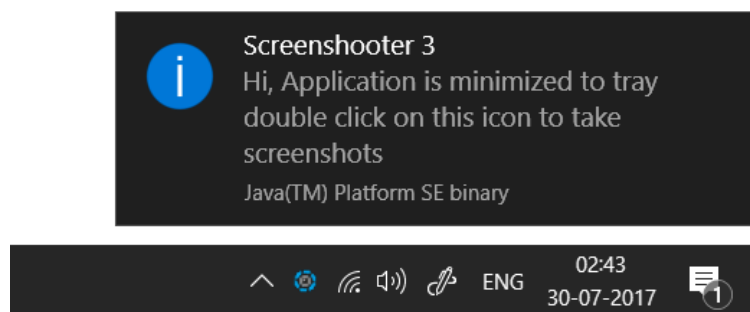 Screenshooter 3
Hi, Application is minimized to tray
double click on this icon to take
screenshots
Java(TM) Platform SE binary
ENG
02:43
30-07-2017
1